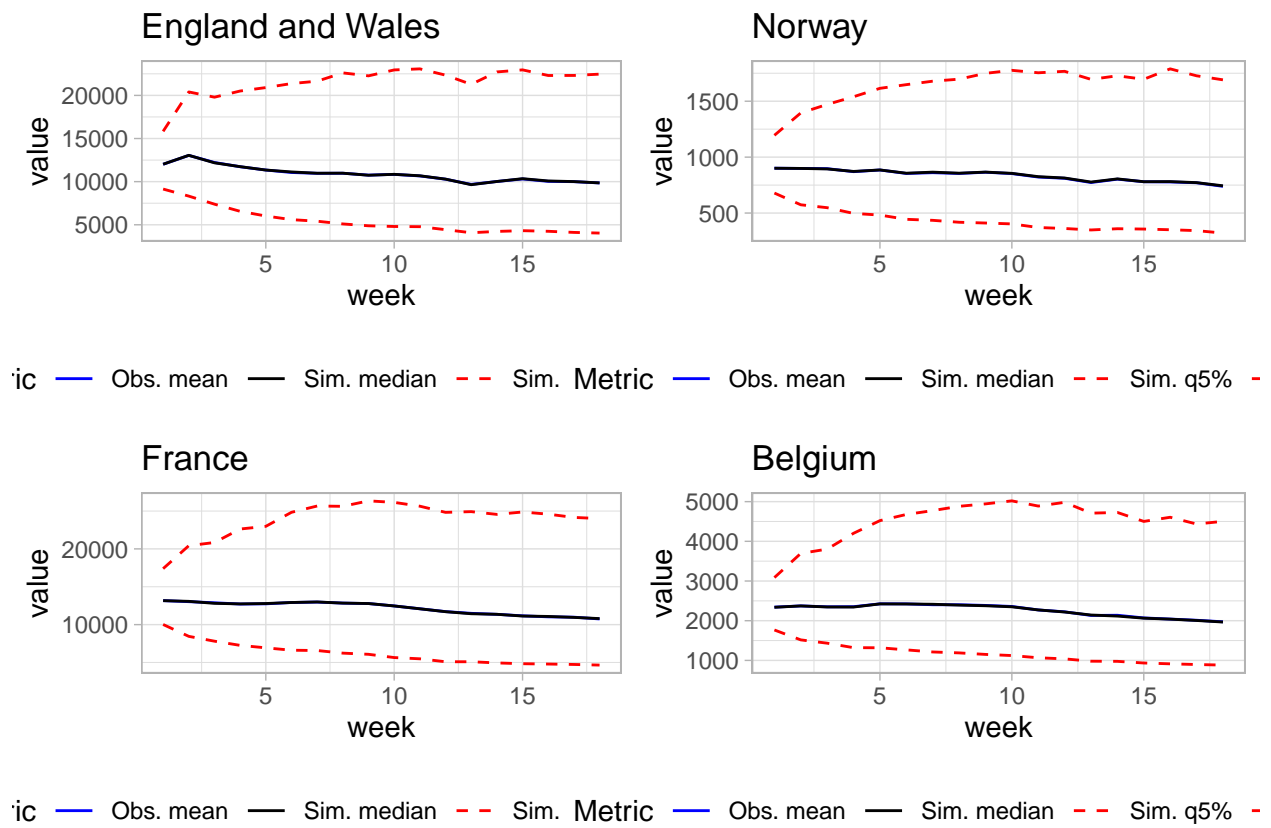 England and Wales
value
20000
15000
10000
5000
5 10 15
week
Norway
value
1500
1000
500
5 10 15
week
ric Obs. mean Sim. median Sim.
Metric Obs. mean Sim. median Sim. q5%
France
value
20000
10000
5 10 15
week
Belgium
value
5000
4000
3000
2000
1000
5 10 15
week
ric Obs. mean Sim. median Sim.
Metric Obs. mean Sim. median Sim. q5%